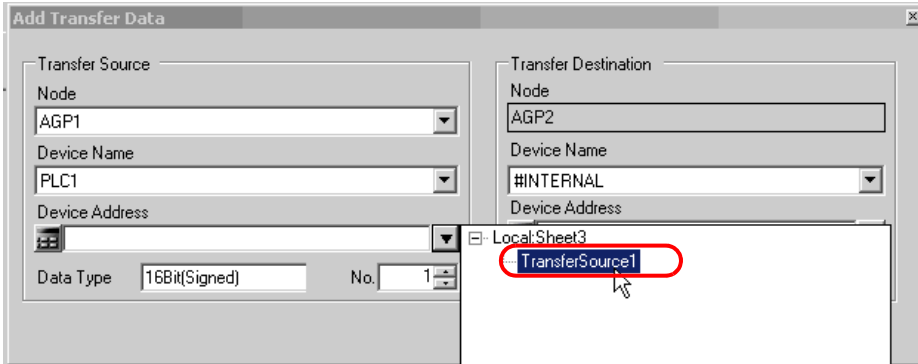 Add Transfer Data
Transfer Source
Node
AGP1
Device Name
PLC1
Device Address
Data Type 16Bit(Signed) No. 1
Transfer Destination
Node
AGP2
Device Name
#INTERNAL
Device Address
Local:Sheet3
TransferSource1